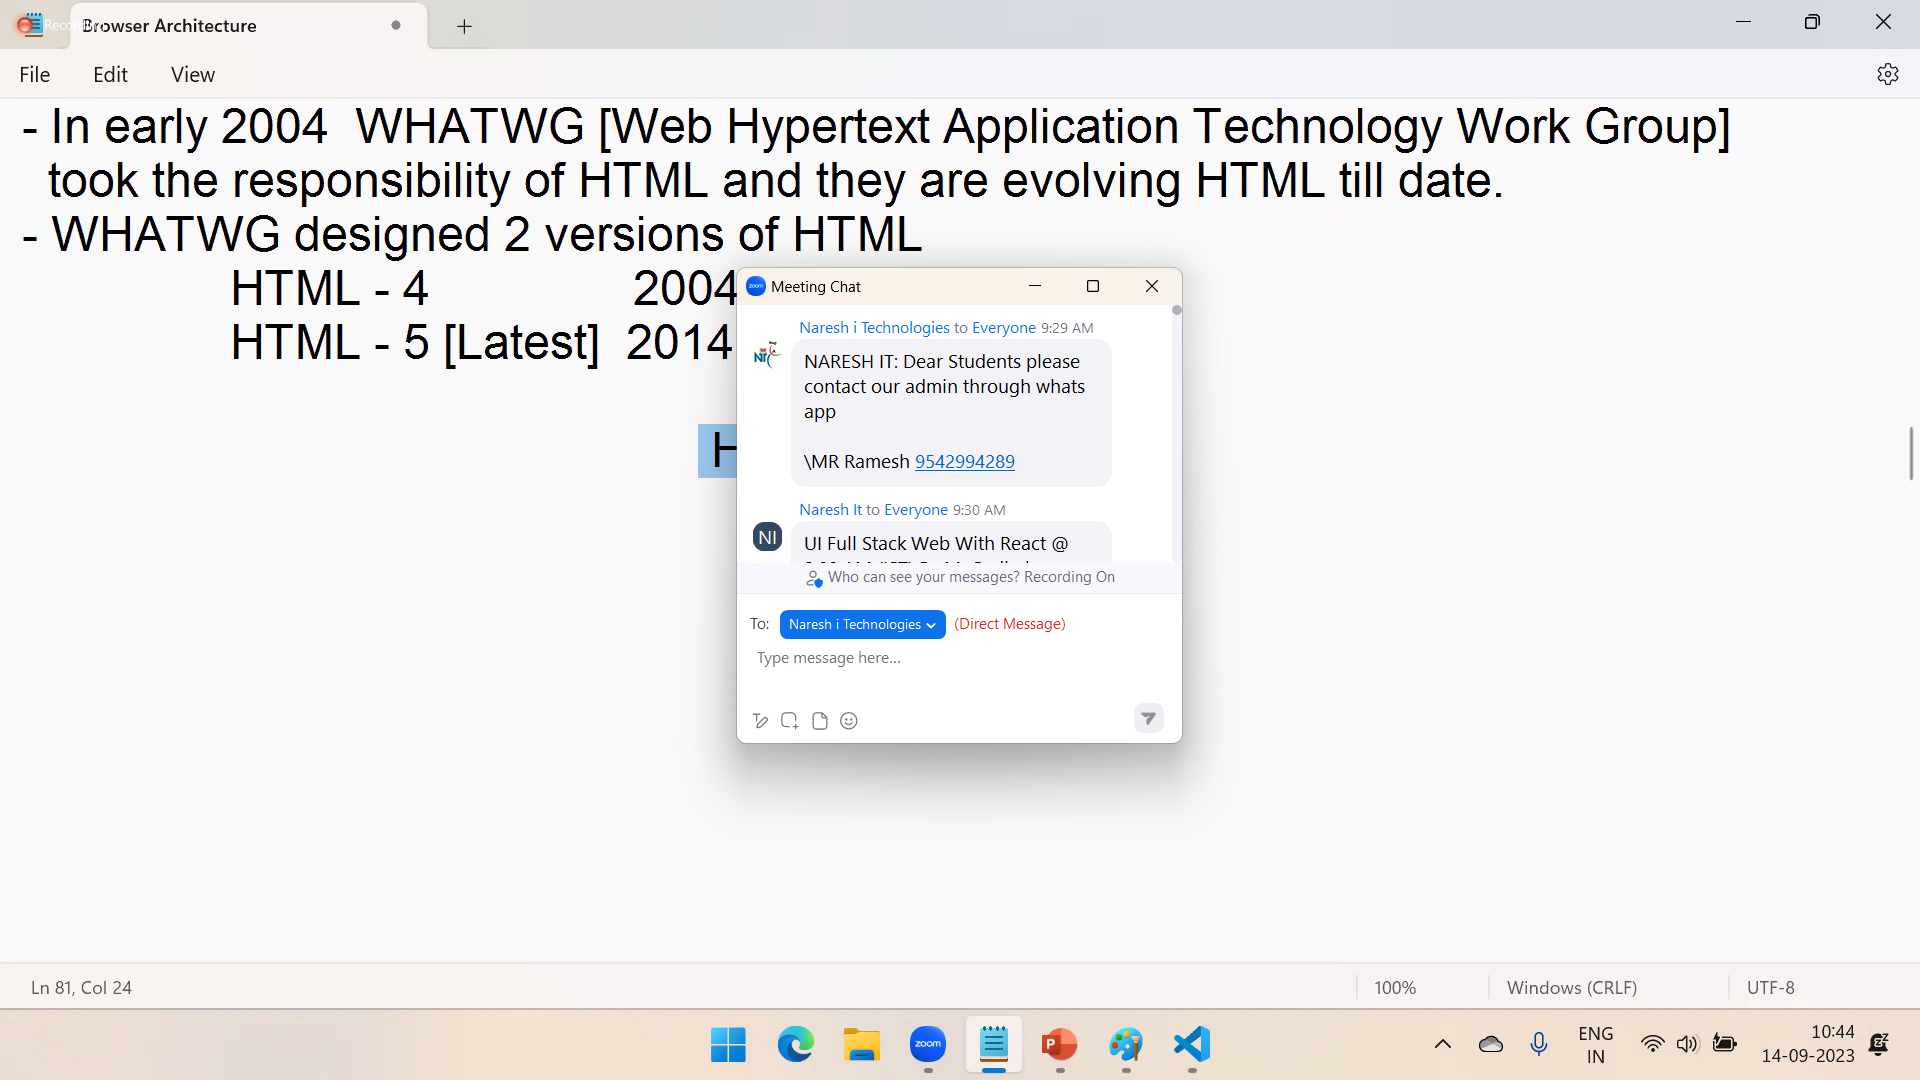 Recording
Browser Architecture
File Edit View
- In early 2004 WHATWG [Web Hypertext Application Technology Work Group]
took the responsibility of HTML and they are evolving HTML till date.
- WHATWG designed 2 versions of HTML
HTML - 4 2004
HTML - 5 [Latest] 2014
H
zoom Meeting Chat
Naresh i Technologies to Everyone 9:29 AM
NARESH IT: Dear Students please
contact our admin through whats
app
\MR Ramesh 9542994289
Naresh It to Everyone 9:30 AM
NI
UI Full Stack Web With React @
Who can see your messages? Recording On
To: Naresh i Technologies (Direct Message)
Type message here...
Ln 81, Col 24 100% Windows (CRLF) UTF-8
zoom
P
ENG
IN
10:44
14-09-2023